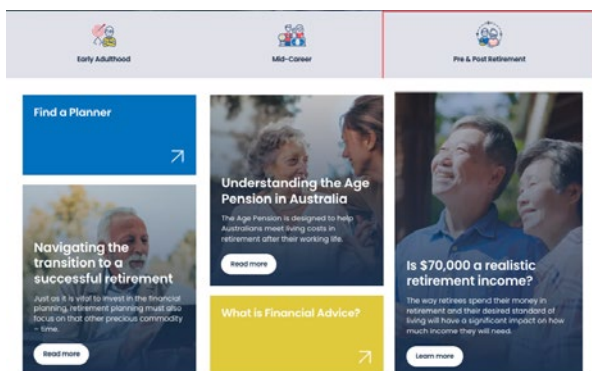 Early Adulthood
Mid-Career
Pre & Post Retirement
Find a Planner
Navigating the
transition to a
successful retirement
Just as it is vital to invest in the financial
planning, retirement planning must also
focus on that other precious commodity
– time.
Read more
Understanding the Age
Pension in Australia
The Age Pension is designed to help
Australians meet living costs in
retirement after their working life.
Read more
What is Financial Advice?
Is $70,000 a realistic
retirement income?
The way retirees spend their money in
retirement and their desired standard of
living will have a significant impact on how
much income they will need.
Learn more